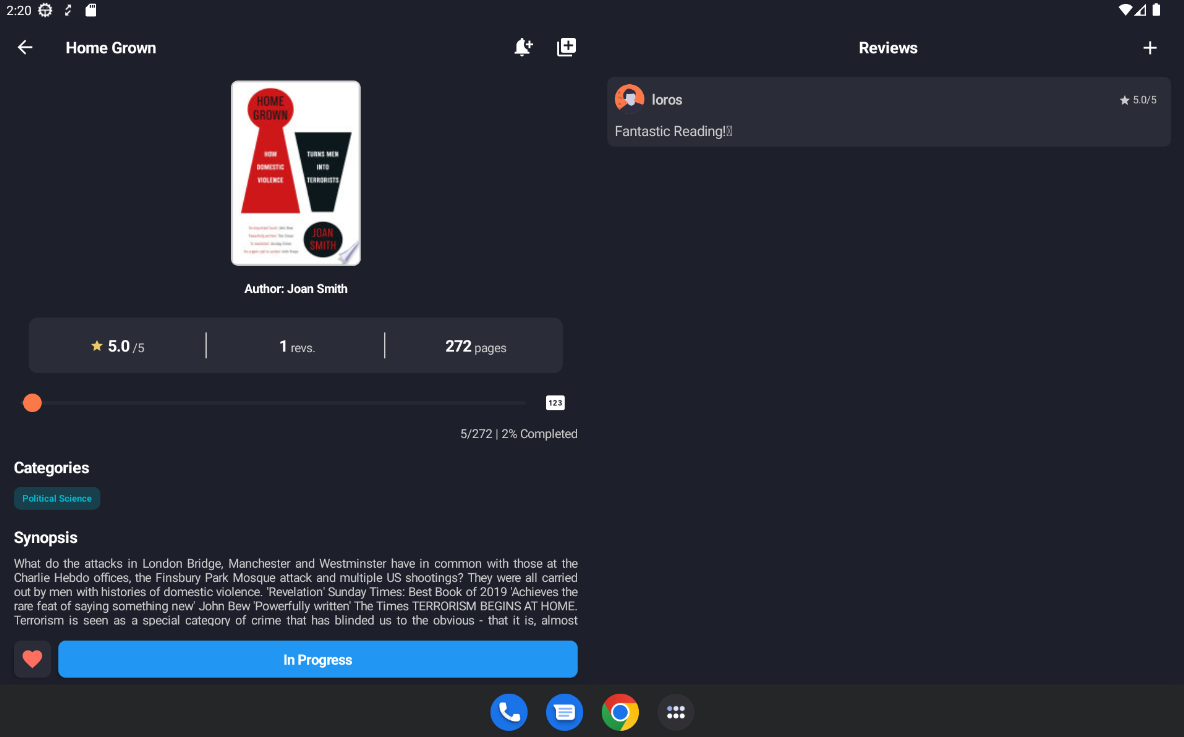 2:20
Home Grown
HOME
GROWN
HOW
DOMESTIC
VIOLENCE
TURNS MEN
INTO
TERRORISTS
JOAN
SMITH
Author: Joan Smith
5.0 /5
1 revs.
272 pages
123
5/272 | 2% Completed
Categories
Political Science
Synopsis
What do the attacks in London Bridge, Manchester and Westminster have in common with those at the
Charlie Hebdo offices, the Finsbury Park Mosque attack and multiple US shootings? They were all carried
out by men with histories of domestic violence. 'Revelation' Sunday Times: Best Book of 2019 'Achieves the
rare feat of saying something new' John Bew 'Powerfully written' The Times TERRORISM BEGINS AT HOME.
Terrorism is seen as a special category of crime that has blinded us to the obvious - that it is, almost
In Progress
Reviews
loros
5.0/5
Fantastic Reading!